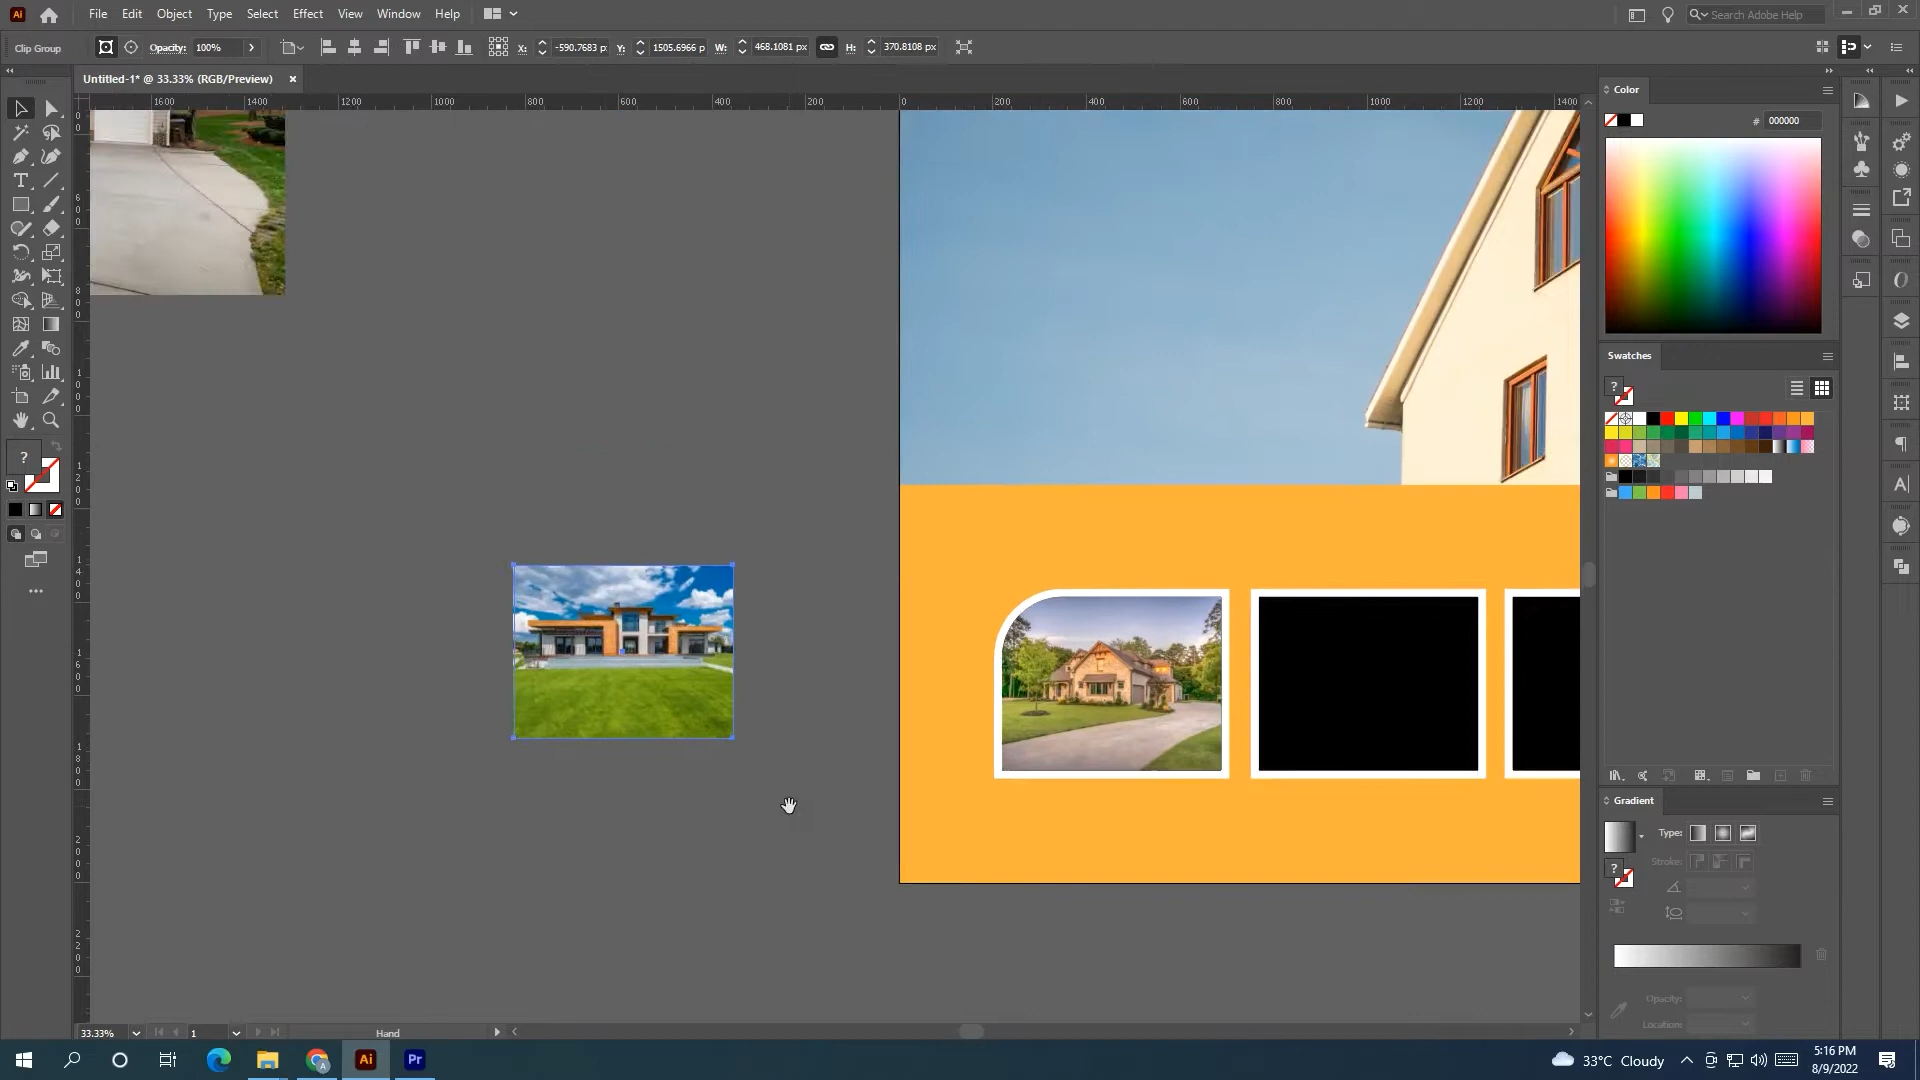 Ai File Edit Object Type Select Effect View Window Help Search Adobe Help
Clip Group Opacity: 100% X: -590.7683 p Y: 1505.6966 p W: 468.1081 px H: 370.8108 px
Untitled-1* @ 33.33% (RGB/Preview)
1600 1400 1200 1000 800 600 400 200 0 200 400 600 800 1000 1200 1400
Color
# 000000
Swatches
Gradient
Type:
Stroke:
Opacity:
Location:
33.33% 1 Hand
Ai Pr 33°C Cloudy 5:16 PM
8/9/2022